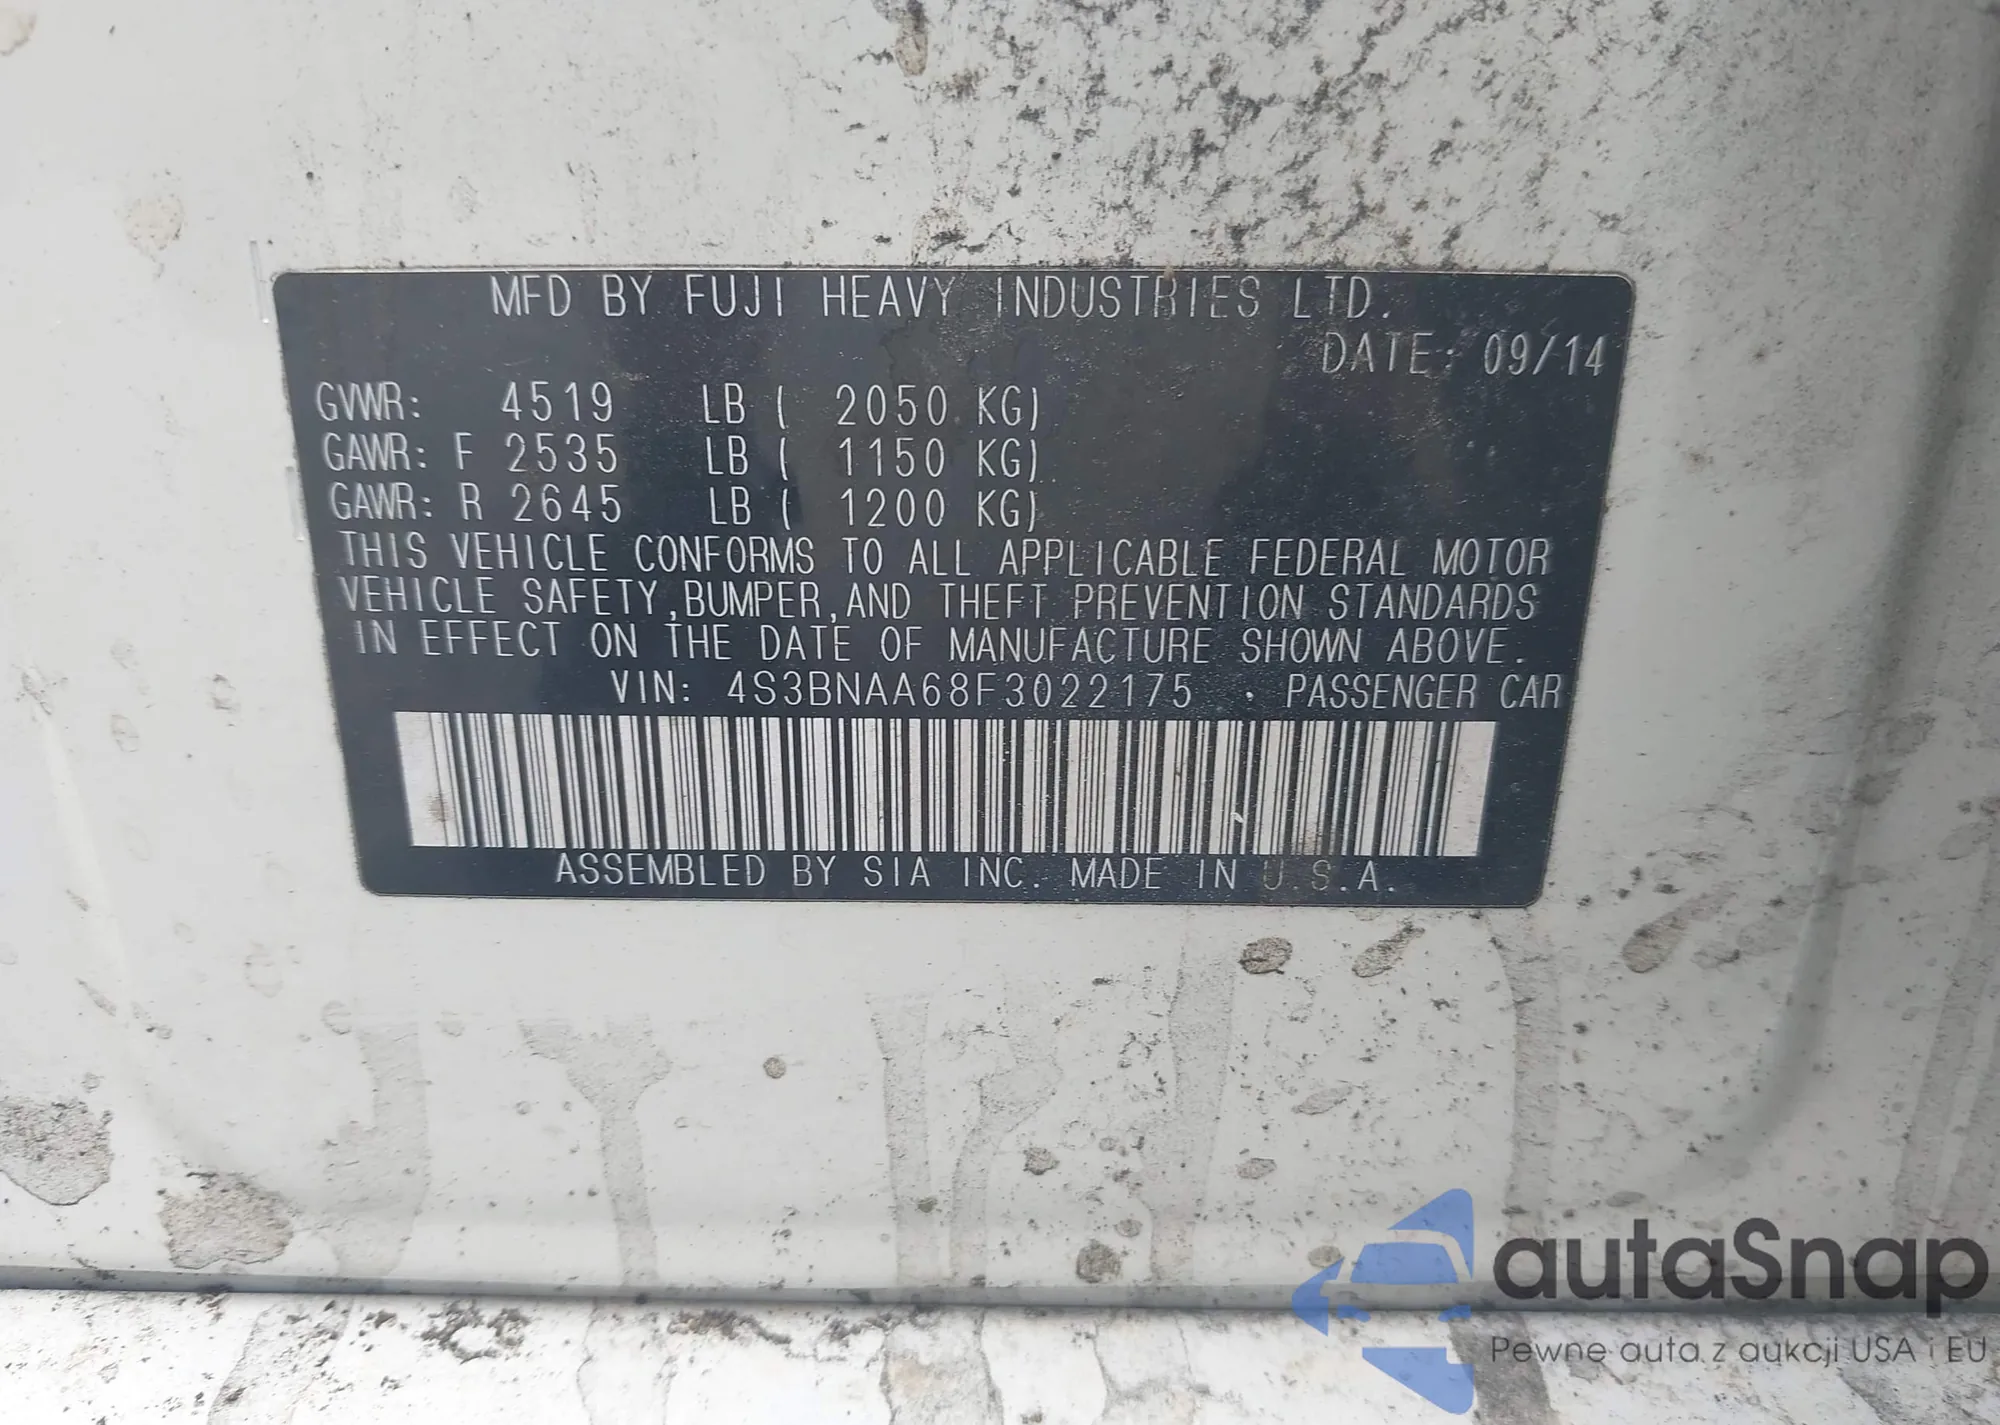 MFD BY FUJI HEAVY INDUSTRIES LTD.
DATE: 09/14
GVWR: 4519 LB ( 2050 KG)
GAWR: F 2535 LB ( 1150 KG)
GAWR: R 2645 LB ( 1200 KG)
THIS VEHICLE CONFORMS TO ALL APPLICABLE FEDERAL MOTOR
VEHICLE SAFETY,BUMPER,AND THEFT PREVENTION STANDARDS
IN EFFECT ON THE DATE OF MANUFACTURE SHOWN ABOVE.
VIN: 4S3BNAA68F3022175 · PASSENGER CAR
ASSEMBLED BY SIA INC. MADE IN U.S.A.
autaSnap
Pewne auta z aukcji USA i EU